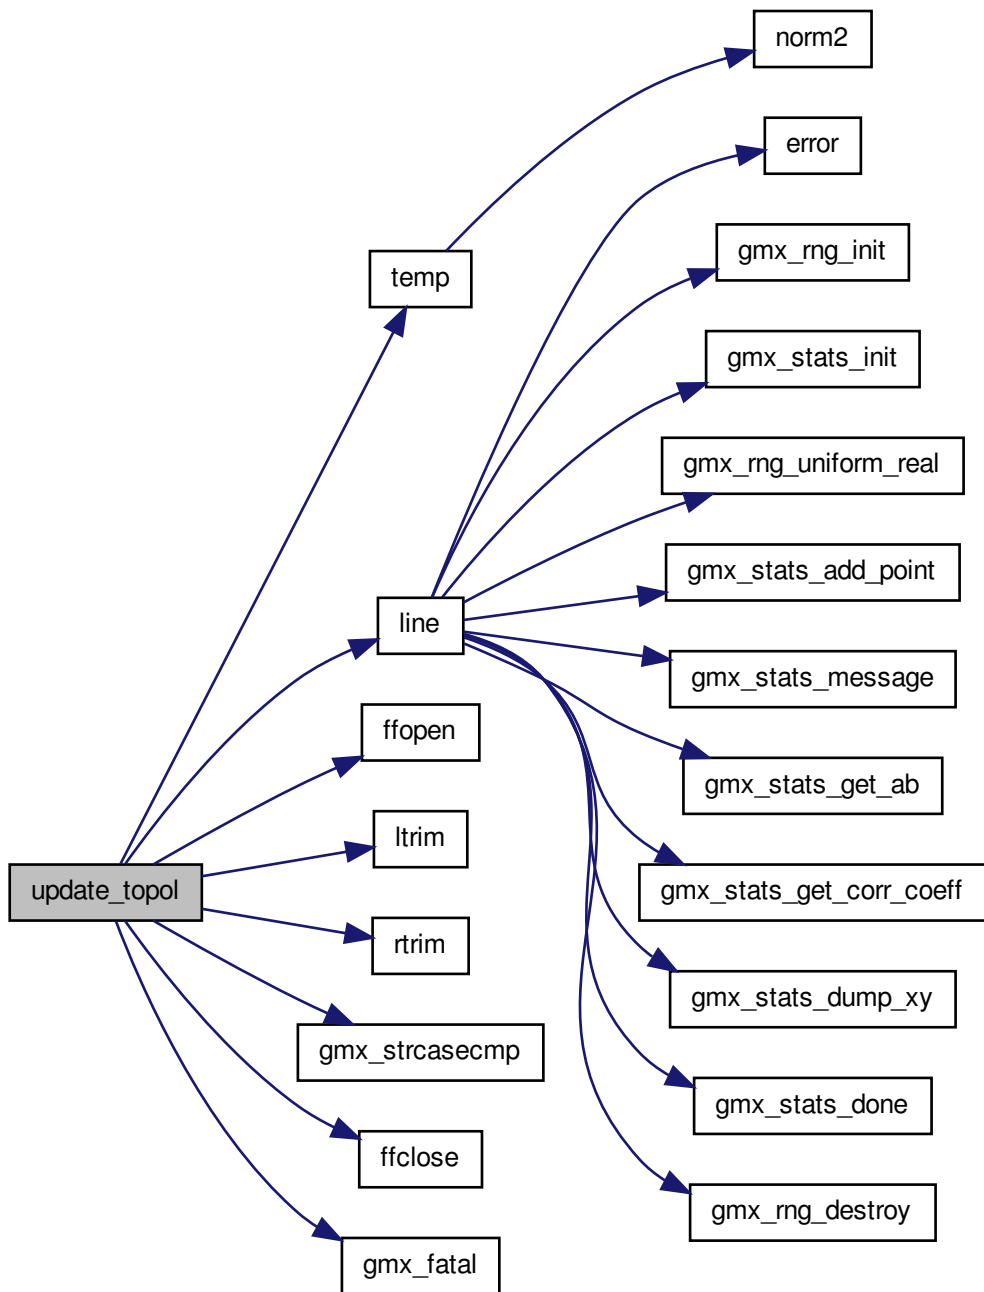 norm2
error
gmx_rng_init
temp
gmx_stats_init
gmx_rng_uniform_real
gmx_stats_add_point
line
gmx_stats_message
ffopen
gmx_stats_get_ab
ltrim
update_topol
gmx_stats_get_corr_coeff
rtrim
gmx_stats_dump_xy
gmx_strcasecmp
gmx_stats_done
ffclose
gmx_rng_destroy
gmx_fatal